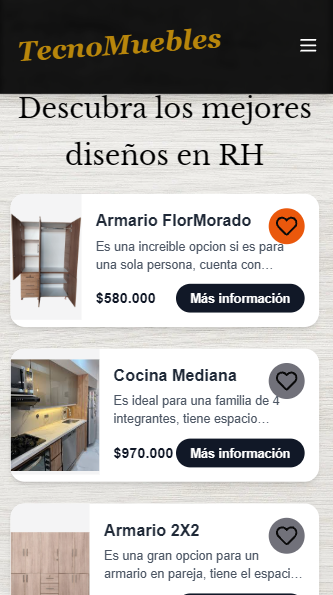 TecnoMuebles
Descubra los mejores
diseños en RH
Armario FlorMorado
Es una increible opcion si es para
una sola persona, cuenta con…
$580.000
Más información
Cocina Mediana
Es ideal para una familia de 4
integrantes, tiene espacio…
$970.000
Más información
Armario 2X2
Es una gran opcion para un
armario en pareja, tiene el espaci…